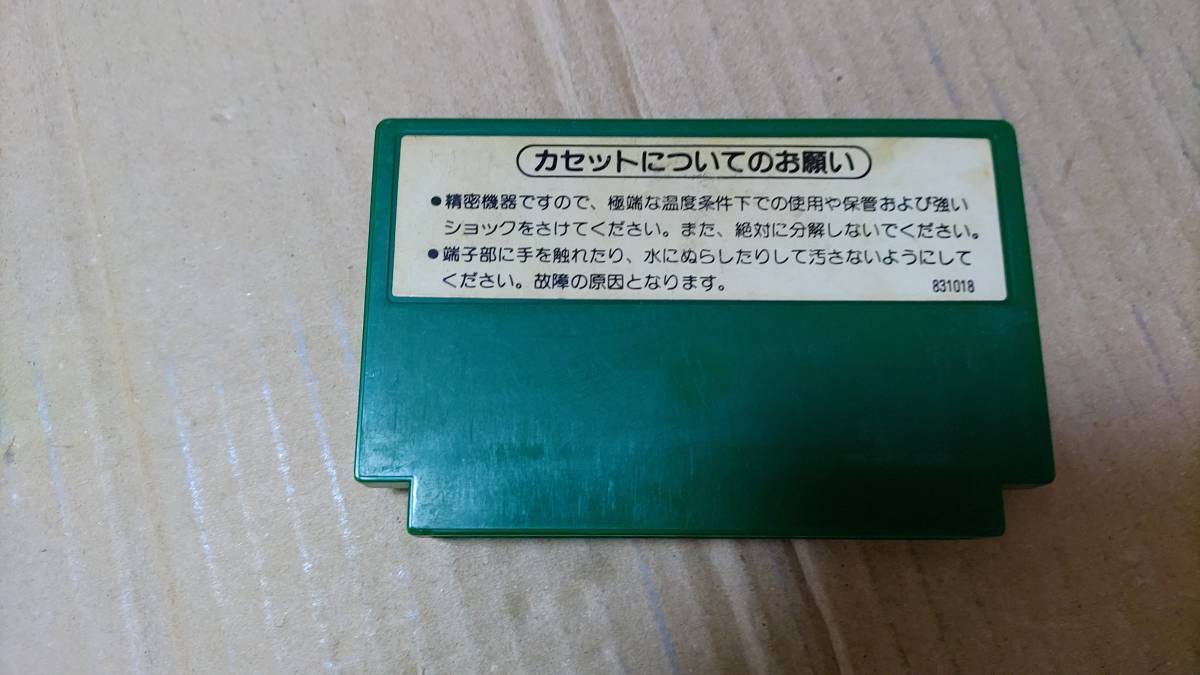 カセットについてのお願い
●精密機器ですので、極端な温度条件下での使用や保管および強い
ショックをさけてください。また、絶対に分解しないでください。
●端子部に手を触れたり、水にぬらしたりして汚さないようにして
ください。故障の原因となります。 831018